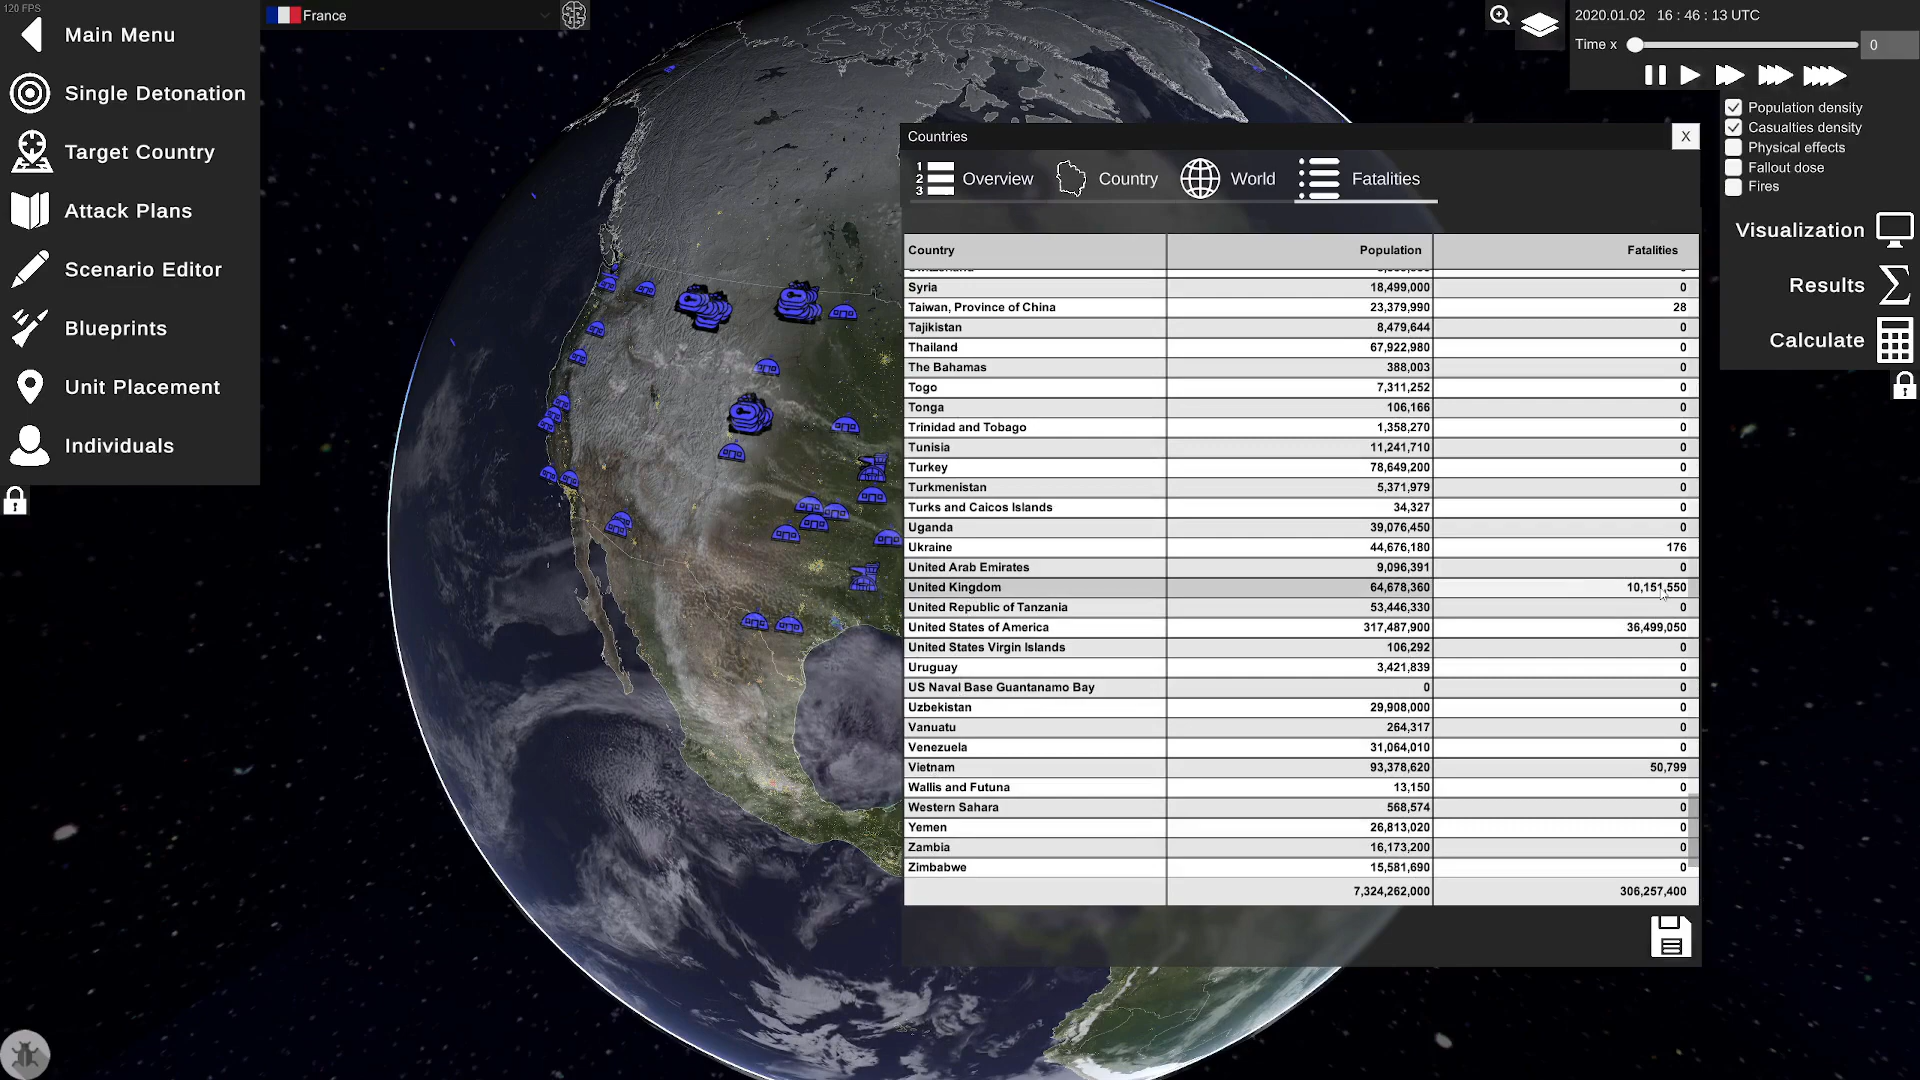 120 FPS
Main Menu
Single Detonation
Target Country
Attack Plans
Scenario Editor
Blueprints
Unit Placement
Individuals
France
2020.01.02 16 : 46 : 13 UTC
Time x 0
Population density
Casualties density
Physical effects
Fallout dose
Fires
Visualization
Results
Calculate
Countries X
1 2 3 Overview Country World Fatalities
Country Population Fatalities
Syria 18,499,000 0
Taiwan, Province of China 23,379,990 28
Tajikistan 8,479,644 0
Thailand 67,922,980 0
The Bahamas 388,003 0
Togo 7,311,252 0
Tonga 106,166 0
Trinidad and Tobago 1,358,270 0
Tunisia 11,241,710 0
Turkey 78,649,200 0
Turkmenistan 5,371,979 0
Turks and Caicos Islands 34,327 0
Uganda 39,076,450 0
Ukraine 44,676,180 176
United Arab Emirates 9,096,391 0
United Kingdom 64,678,360 10,151,550
United Republic of Tanzania 53,446,330 0
United States of America 317,487,900 36,499,050
United States Virgin Islands 106,292 0
Uruguay 3,421,839 0
US Naval Base Guantanamo Bay 0 0
Uzbekistan 29,908,000 0
Vanuatu 264,317 0
Venezuela 31,064,010 0
Vietnam 93,378,620 50,799
Wallis and Futuna 13,150 0
Western Sahara 568,574 0
Yemen 26,813,020 0
Zambia 16,173,200 0
Zimbabwe 15,581,690 0
7,324,262,000 306,257,400